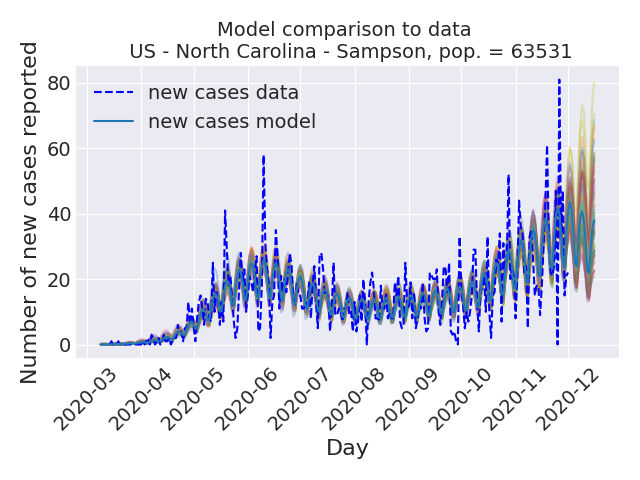 Model comparison to data
US - North Carolina - Sampson, pop. = 63531
Number of new cases reported
80
60
40
20
0
new cases data
new cases model
2020-03
2020-04
2020-05
2020-06
2020-07
2020-08
2020-09
2020-10
2020-11
2020-12
Day